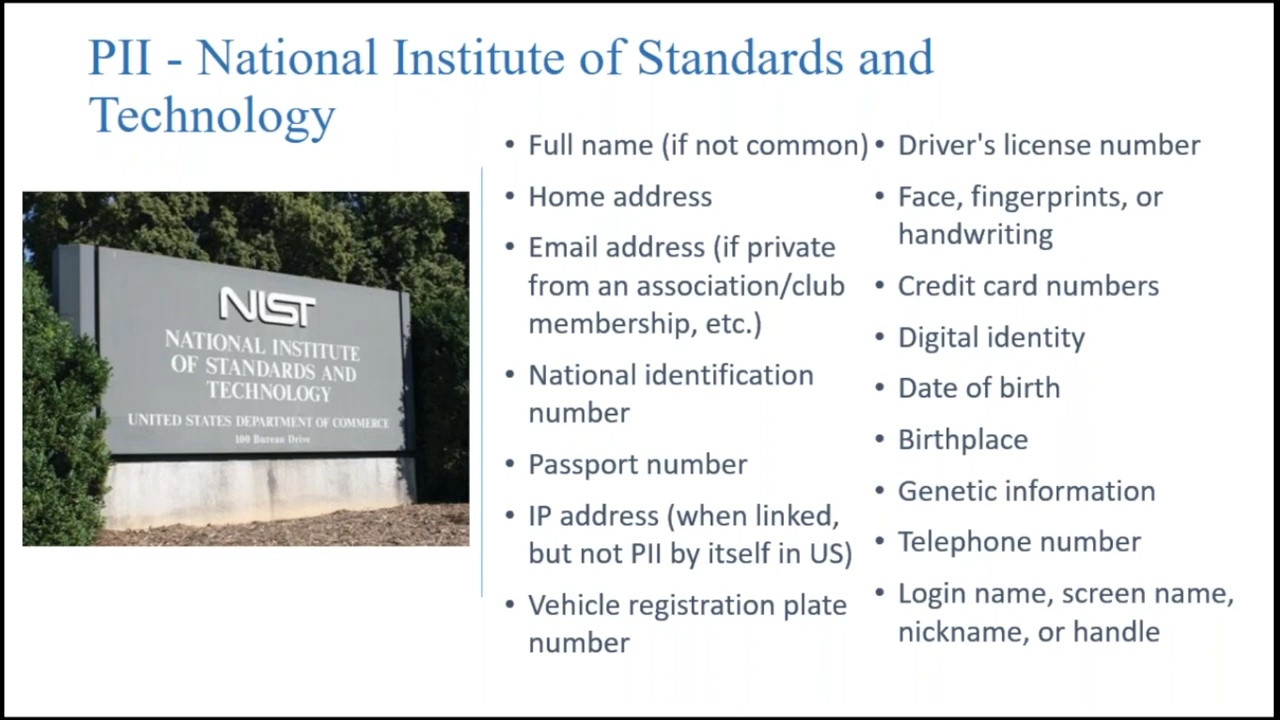 PII - National Institute of Standards and
Technology
NIST
NATIONAL INSTITUTE
OF STANDARDS AND
TECHNOLOGY
UNITED STATES DEPARTMENT OF COMMERCE
100 Bureau Drive
• Full name (if not common)
• Home address
• Email address (if private
from an association/club
membership, etc.)
• National identification
number
• Passport number
• IP address (when linked,
but not PII by itself in US)
• Vehicle registration plate
number
• Driver's license number
• Face, fingerprints, or
handwriting
• Credit card numbers
• Digital identity
• Date of birth
• Birthplace
• Genetic information
• Telephone number
• Login name, screen name,
nickname, or handle